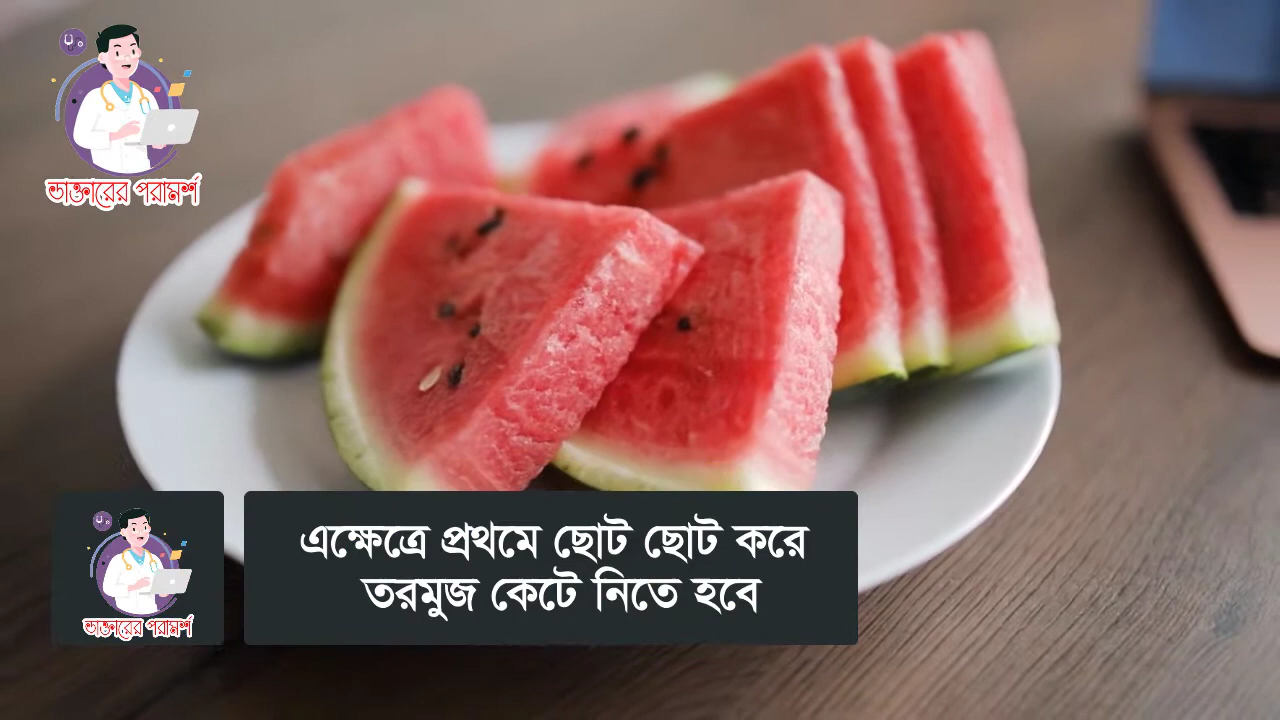 ডাক্তারের পরামর্শ
এক্ষেত্রে প্রথমে ছোট ছোট করে
তরমুজ কেটে নিতে হবে
ডাক্তারের পরামর্শ